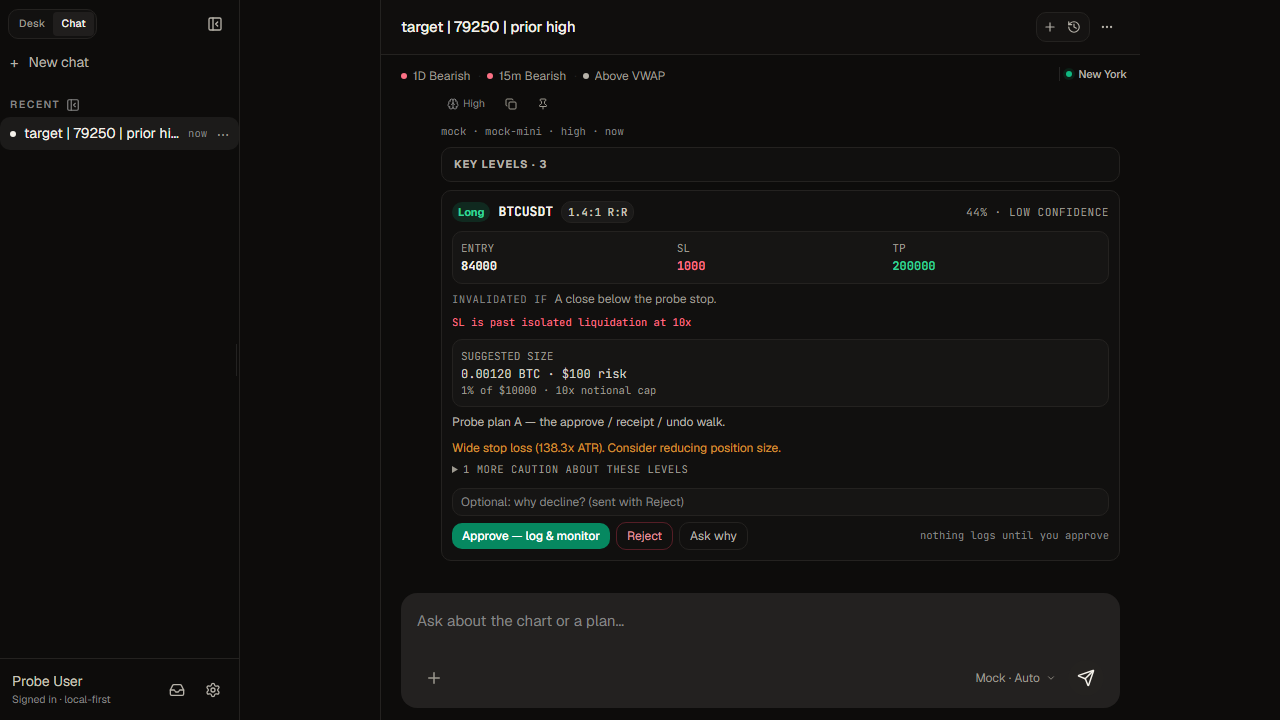 Desk Chat
+ New chat
RECENT
target | 79250 | prior hi... now ...
Probe User
Signed in · local-first
target | 79250 | prior high
1D Bearish 15m Bearish Above VWAP
New York
High
mock · mock-mini · high · now
KEY LEVELS · 3
Long BTCUSDT 1.4:1 R:R 44% · LOW CONFIDENCE
ENTRY SL TP
84000 1000 200000
INVALIDATED IF A close below the probe stop.
SL is past isolated liquidation at 10x
SUGGESTED SIZE
0.00120 BTC · $100 risk
1% of $10000 · 10x notional cap
Probe plan A — the approve / receipt / undo walk.
Wide stop loss (138.3x ATR). Consider reducing position size.
▶ 1 MORE CAUTION ABOUT THESE LEVELS
Optional: why decline? (sent with Reject)
Approve — log & monitor Reject Ask why nothing logs until you approve
Ask about the chart or a plan...
Mock · Auto